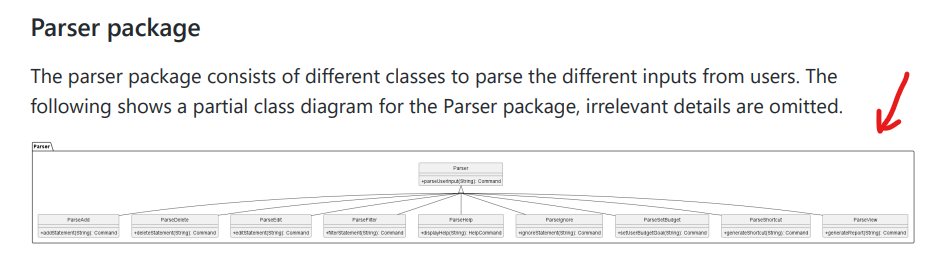 Parser package
The parser package consists of different classes to parse the different inputs from users. The
following shows a partial class diagram for the Parser package, irrelevant details are omitted.
Parser
Parser
+parseUserInput(String): Command
ParseAdd ParseDelete ParseEdit ParseFilter ParseHelp ParseIgnore ParseSetBudget ParseShortcut ParseView
+addStatement(String): Command +deleteStatement(String): Command +editStatement(String): Command +filterStatement(String): Command +displayHelp(String): HelpCommand +ignoreStatement(String): Command +setUserBudgetGoal(String): Command +generateShortcut(String): Command +generateReport(String): Command